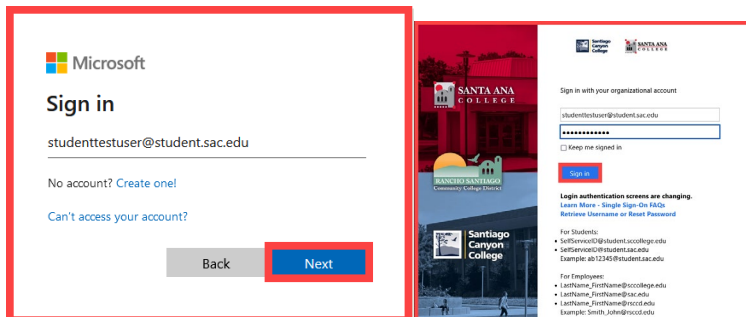 Microsoft
Sign in
studenttestuser@student.sac.edu
No account? Create one!
Can't access your account?
Back
Next
SANTA ANA
COLLEGE
RANCHO SANTIAGO
Community College District
Santiago
Canyon
College
Santiago
Canyon
College
SANTA ANA
COLLEGE
Sign in with your organizational account
studenttestuser@student.sac.edu
Keep me signed in
Sign in
Login authentication screens are changing.
Learn More - Single Sign-On FAQs
Retrieve Username or Reset Password
For Students:
• SelfServiceID@student.sccollege.edu
• SelfServiceID@student.sac.edu
Example: ab12345@student.sac.edu
For Employees:
• LastName_FirstName@sccollege.edu
• LastName_FirstName@sac.edu
• LastName_FirstName@rsccd.edu
Example: Smith_John@rsccd.edu